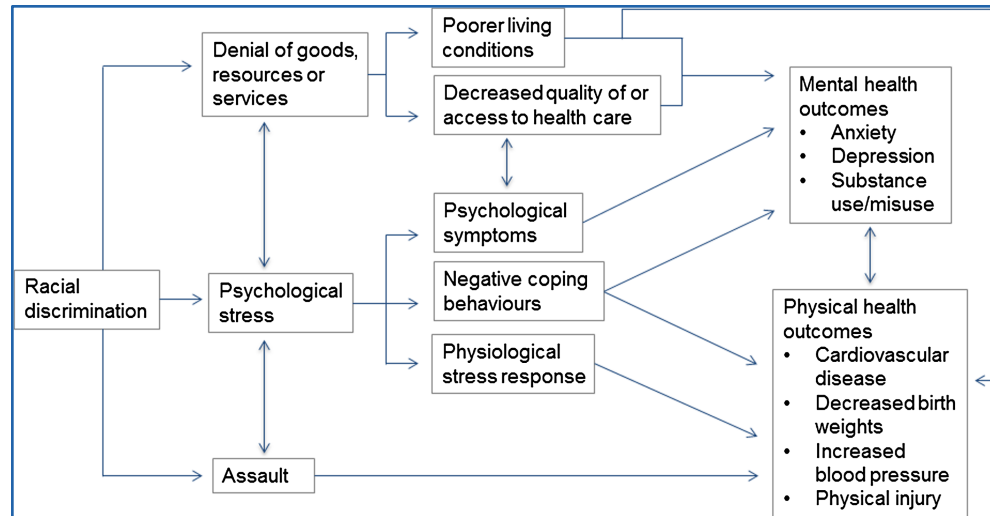 Racial
discrimination
Denial of goods,
resources or
services
Psychological
stress
Assault
Poorer living
conditions
Decreased quality of or
access to health care
Psychological
symptoms
Negative coping
behaviours
Physiological
stress response
Mental health
outcomes
• Anxiety
• Depression
• Substance
use/misuse
Physical health
outcomes
• Cardiovascular
disease
• Decreased birth
weights
• Increased
blood pressure
• Physical injury